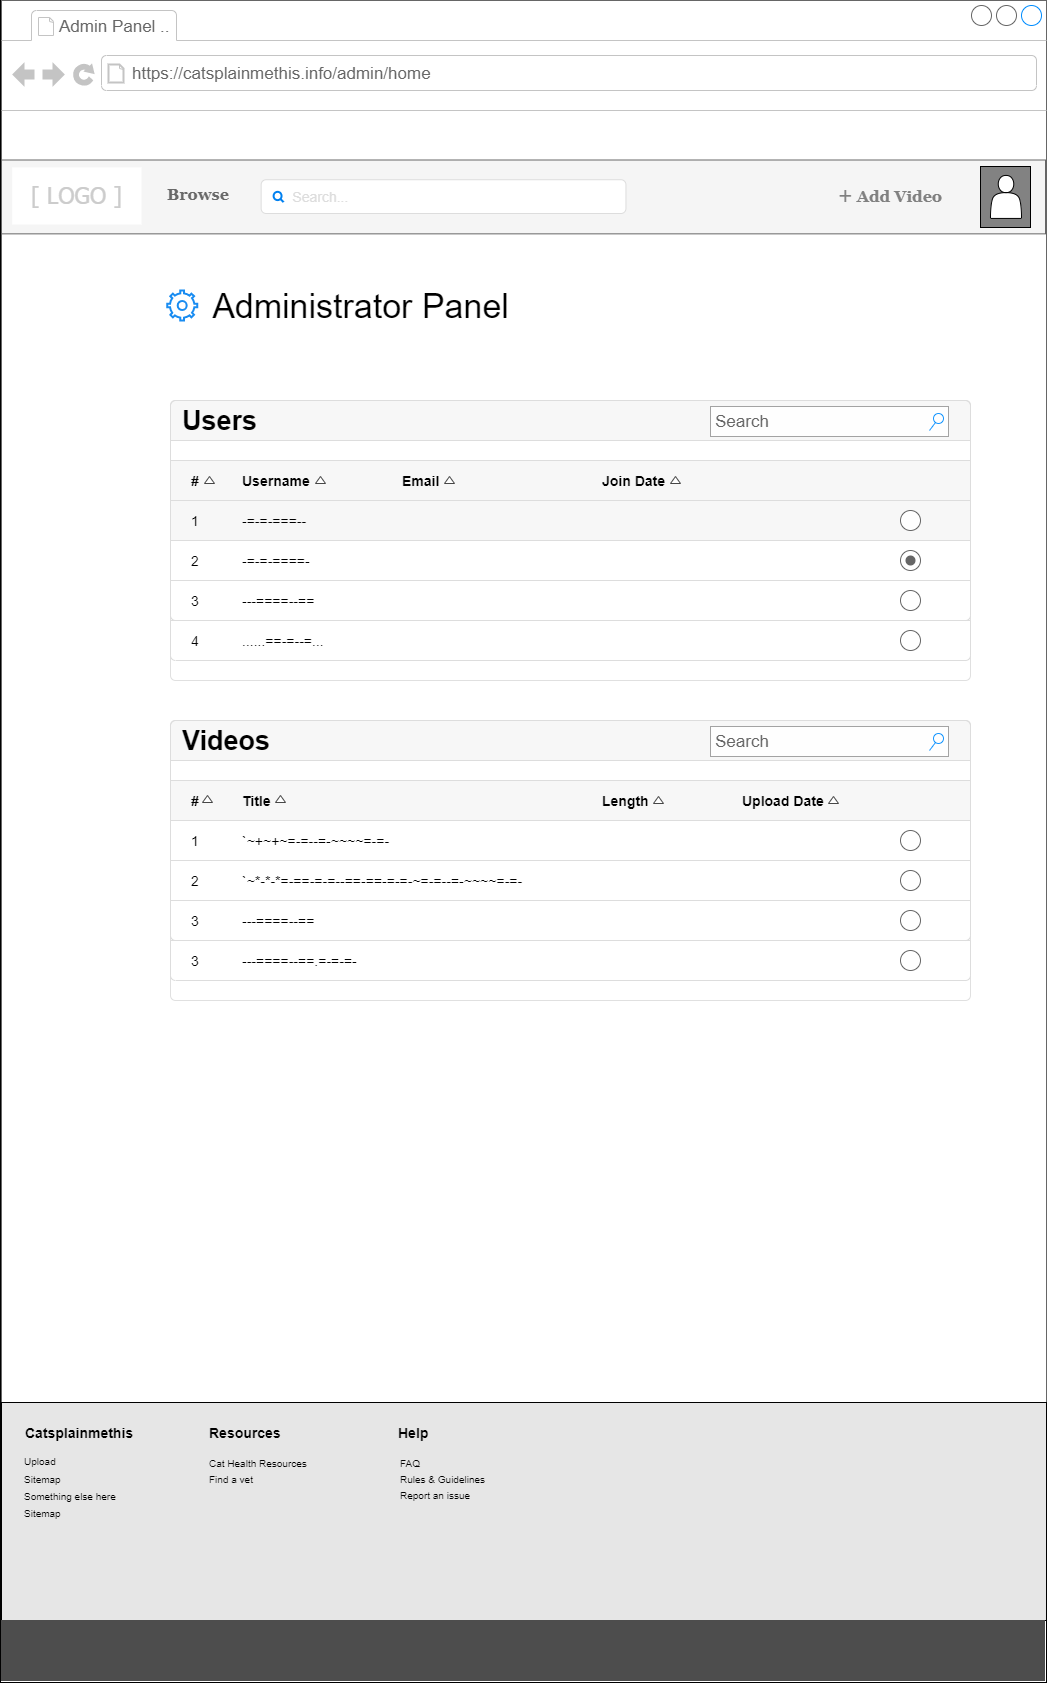 Admin Panel ..
https://catsplainmethis.info/admin/home
[ LOGO ] Browse Search... + Add Video
Administrator Panel
Users Search
# Username Email Join Date
1 -=-=-===--
2 -=-=-====-
3 ---====--==
4 ......==-=--=...
Videos Search
# Title Length Upload Date
1 `~+~+~=-=--=-~~~~=-=-
2 `~*-*-*=-==-=-=--==-==-=-=-~=-=--=-~~~~=-=-
3 ---====--==
3 ---====--==.=-=-=-
Catsplainmethis
Upload
Sitemap
Something else here
Sitemap
Resources
Cat Health Resources
Find a vet
Help
FAQ
Rules & Guidelines
Report an issue